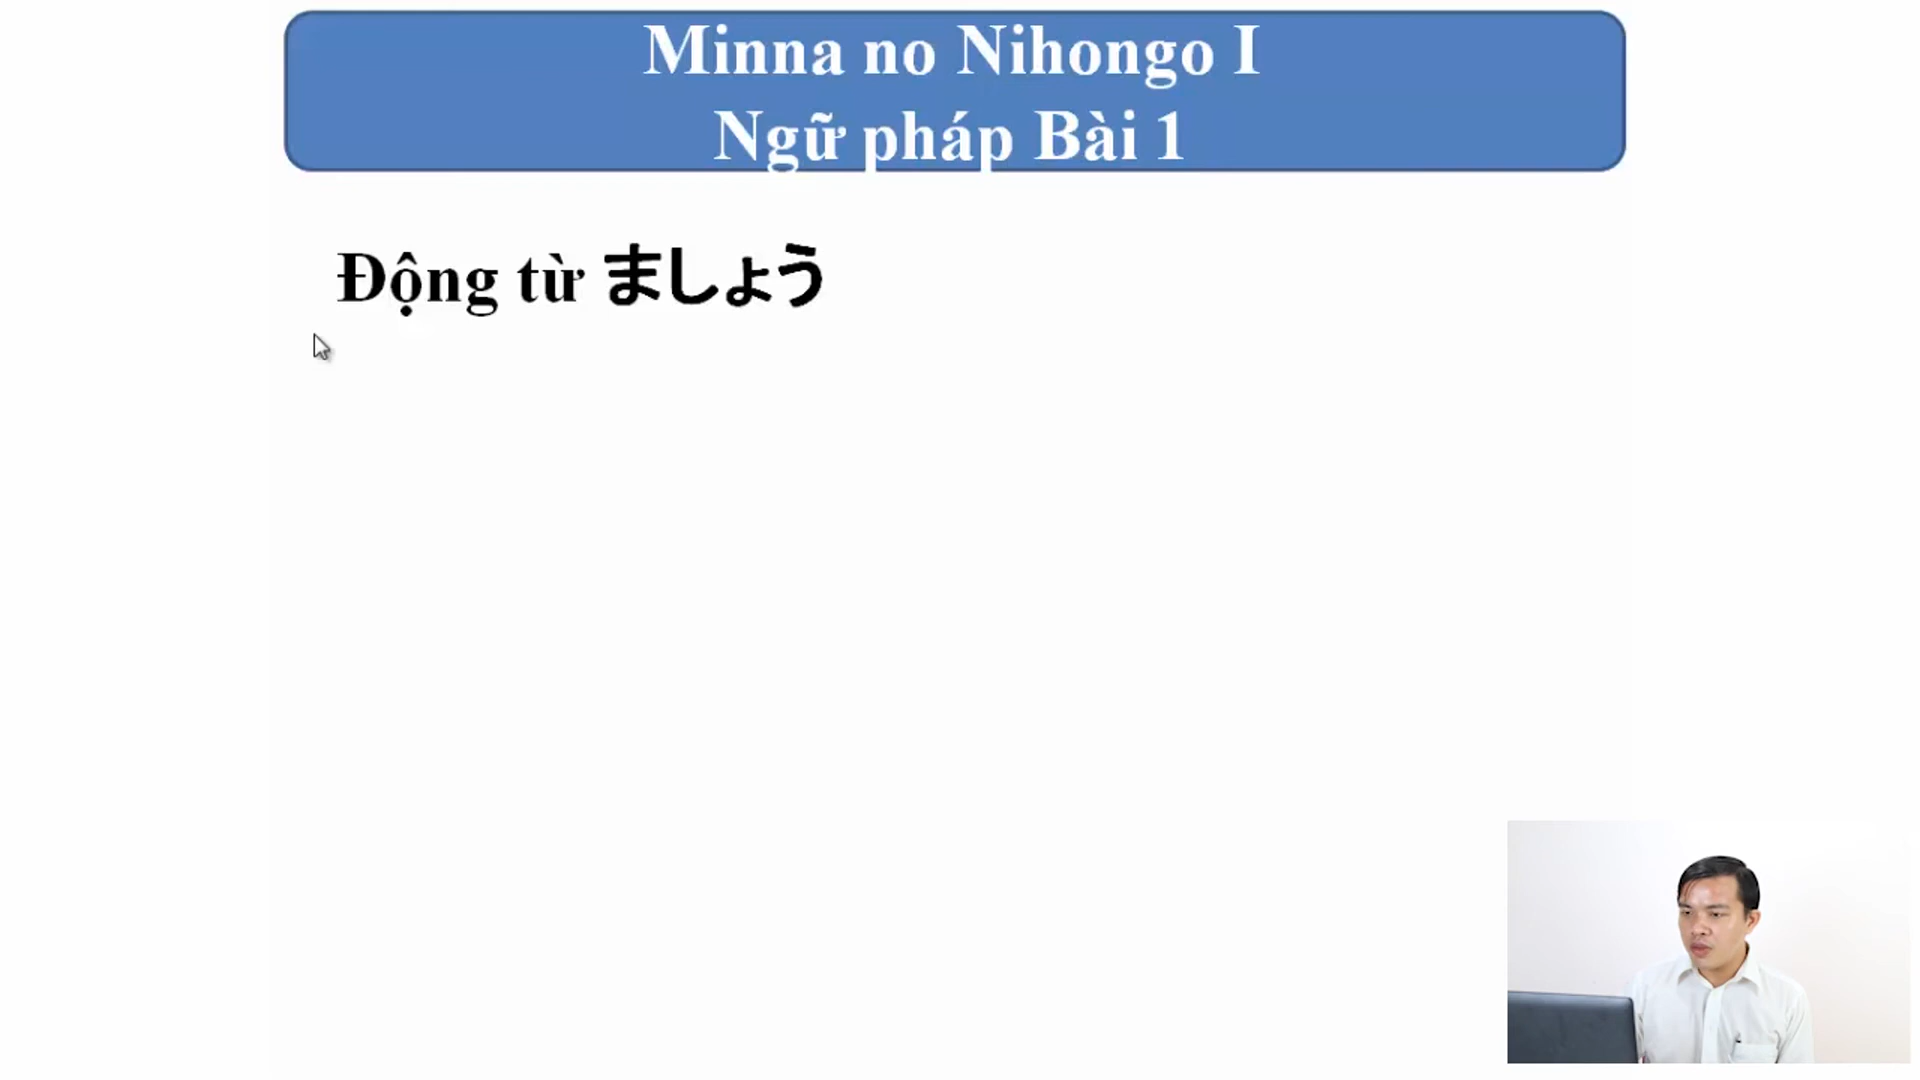 Minna no Nihongo I
Ngữ pháp Bài 1
Động từ ましょう